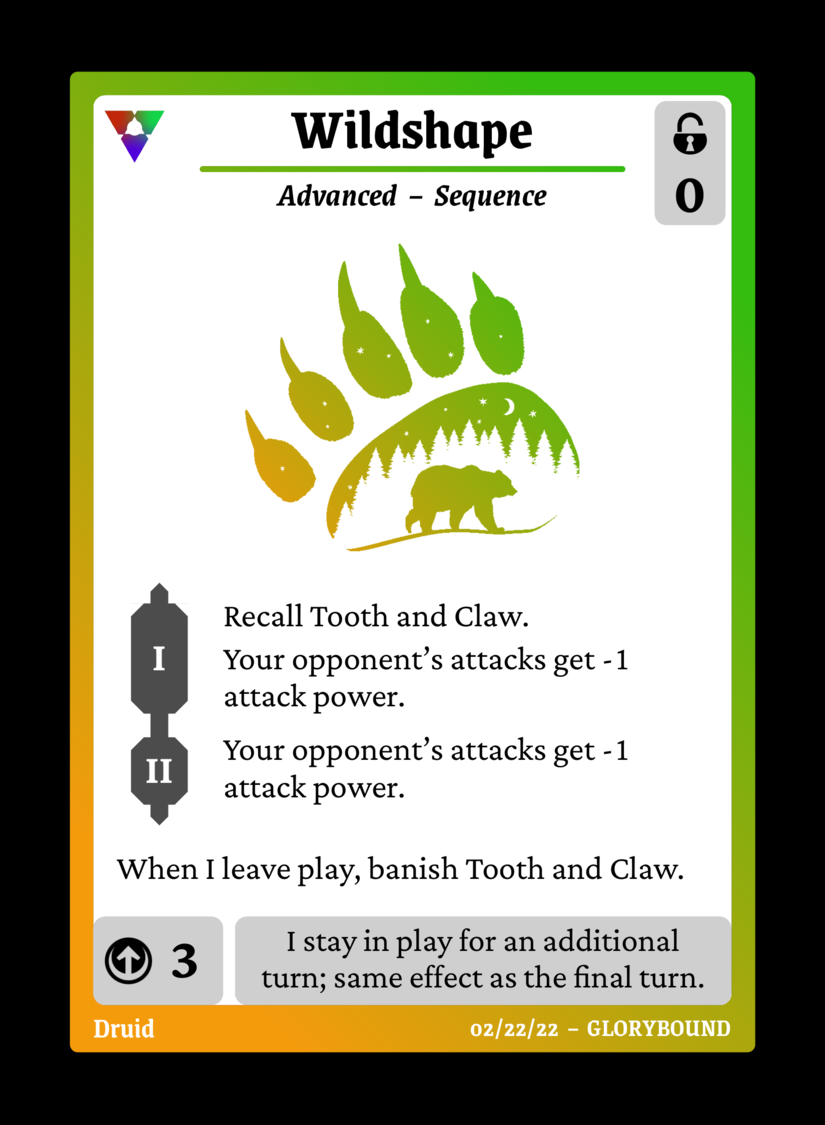 Wildshape
Advanced – Sequence
0
I
Recall Tooth and Claw.
Your opponent’s attacks get -1
attack power.
II
Your opponent’s attacks get -1
attack power.
When I leave play, banish Tooth and Claw.
3
I stay in play for an additional
turn; same effect as the final turn.
Druid
02/22/22 – GLORYBOUND